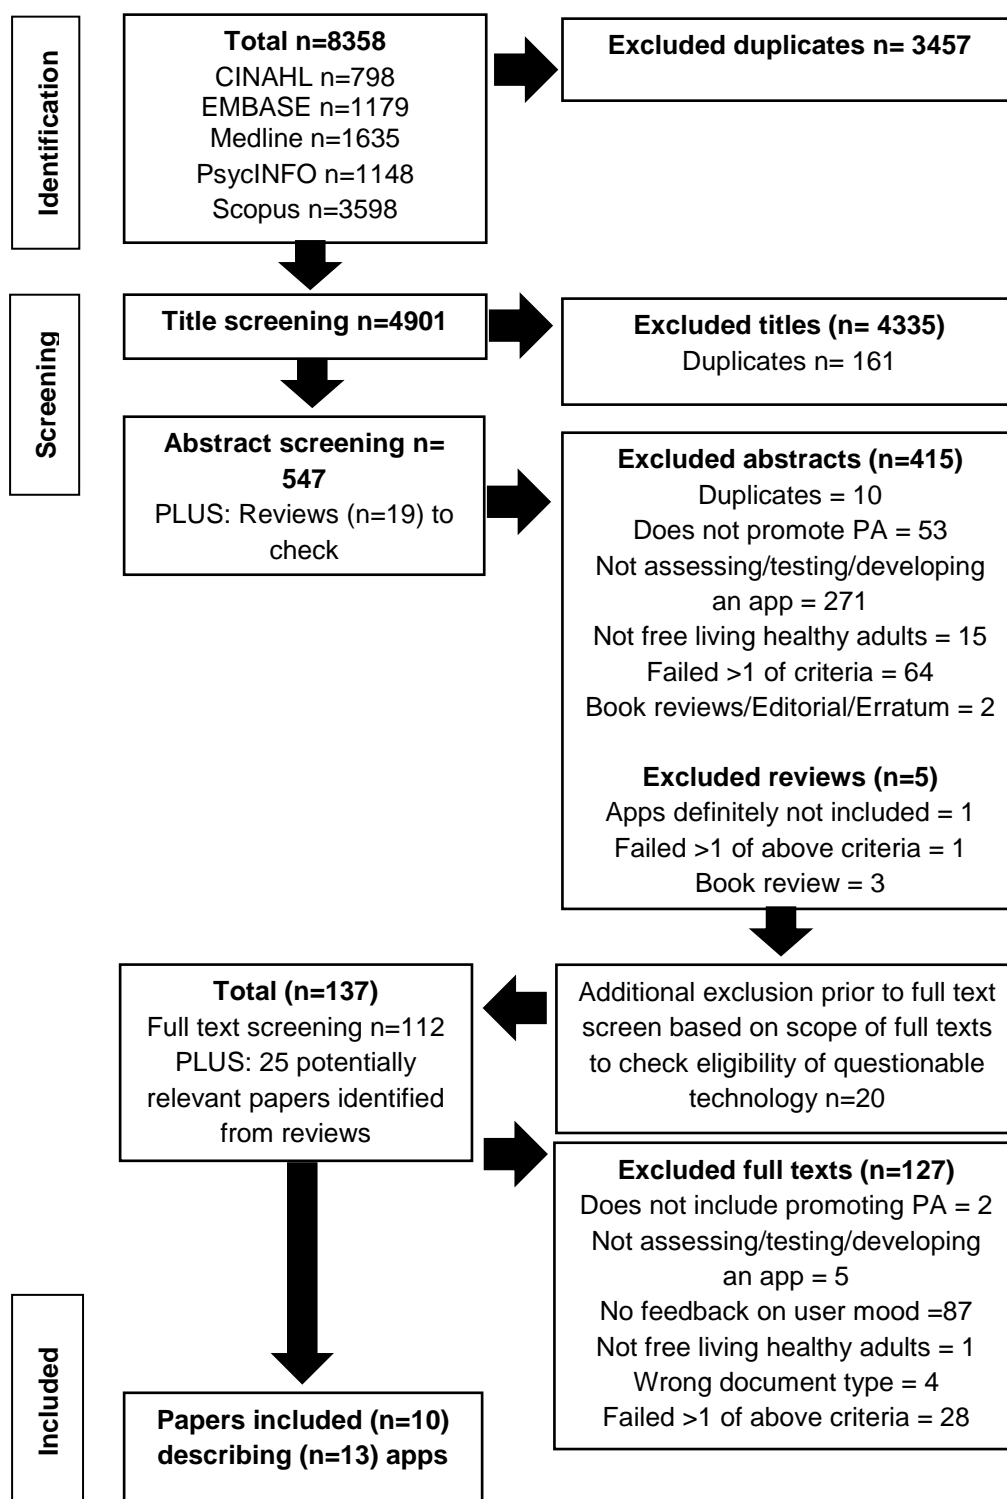 Identification
Total n=8358
CINAHL n=798
EMBASE n=1179
Medline n=1635
PsycINFO n=1148
Scopus n=3598
Excluded duplicates n= 3457
Screening
Title screening n=4901
Excluded titles (n= 4335)
Duplicates n= 161
Abstract screening n=
547
PLUS: Reviews (n=19) to
check
Excluded abstracts (n=415)
Duplicates = 10
Does not promote PA = 53
Not assessing/testing/developing
an app = 271
Not free living healthy adults = 15
Failed >1 of criteria = 64
Book reviews/Editorial/Erratum = 2
Excluded reviews (n=5)
Apps definitely not included = 1
Failed >1 of above criteria = 1
Book review = 3
Total (n=137)
Full text screening n=112
PLUS: 25 potentially
relevant papers identified
from reviews
Additional exclusion prior to full text
screen based on scope of full texts
to check eligibility of questionable
technology n=20
Excluded full texts (n=127)
Does not include promoting PA = 2
Not assessing/testing/developing
an app = 5
No feedback on user mood =87
Not free living healthy adults = 1
Wrong document type = 4
Failed >1 of above criteria = 28
Included
Papers included (n=10)
describing (n=13) apps